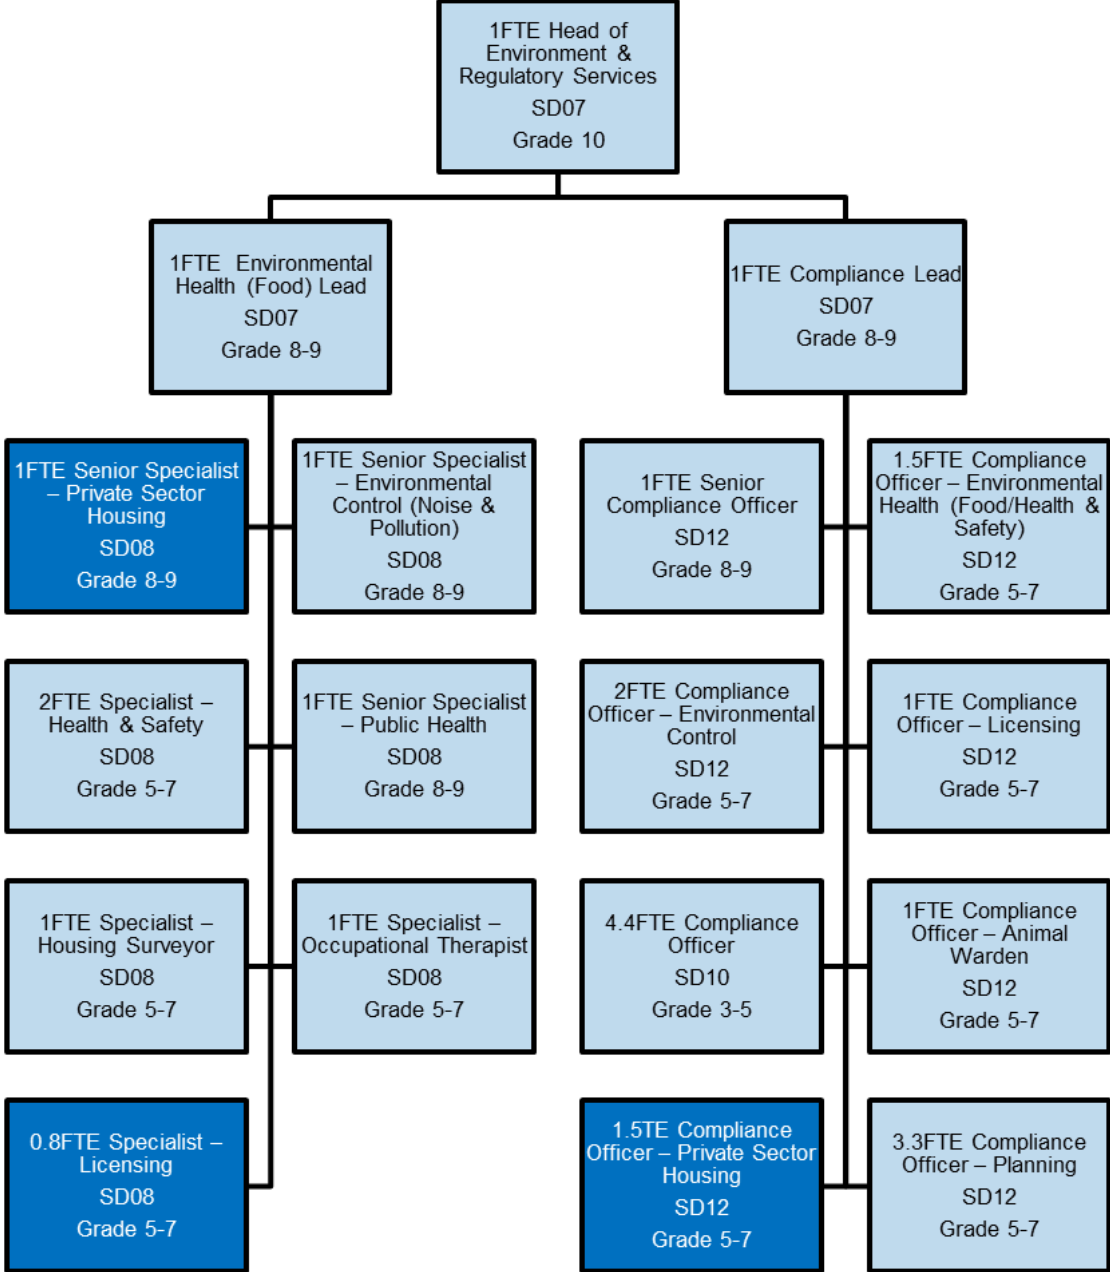 1FTE Head of
Environment &
Regulatory Services
SD07
Grade 10
1FTE Environmental
Health (Food) Lead
SD07
Grade 8-9
1FTE Compliance Lead
SD07
Grade 8-9
1FTE Senior Specialist
– Private Sector
Housing
SD08
Grade 8-9
1FTE Senior Specialist
– Environmental
Control (Noise &
Pollution)
SD08
Grade 8-9
1FTE Senior
Compliance Officer
SD12
Grade 8-9
1.5FTE Compliance
Officer – Environmental
Health (Food/Health &
Safety)
SD12
Grade 5-7
2FTE Specialist –
Health & Safety
SD08
Grade 5-7
1FTE Senior Specialist
– Public Health
SD08
Grade 8-9
2FTE Compliance
Officer – Environmental
Control
SD12
Grade 5-7
1FTE Compliance
Officer – Licensing
SD12
Grade 5-7
1FTE Specialist –
Housing Surveyor
SD08
Grade 5-7
1FTE Specialist –
Occupational Therapist
SD08
Grade 5-7
4.4FTE Compliance
Officer
SD10
Grade 3-5
1FTE Compliance
Officer – Animal
Warden
SD12
Grade 5-7
0.8FTE Specialist –
Licensing
SD08
Grade 5-7
1.5TE Compliance
Officer – Private Sector
Housing
SD12
Grade 5-7
3.3FTE Compliance
Officer – Planning
SD12
Grade 5-7